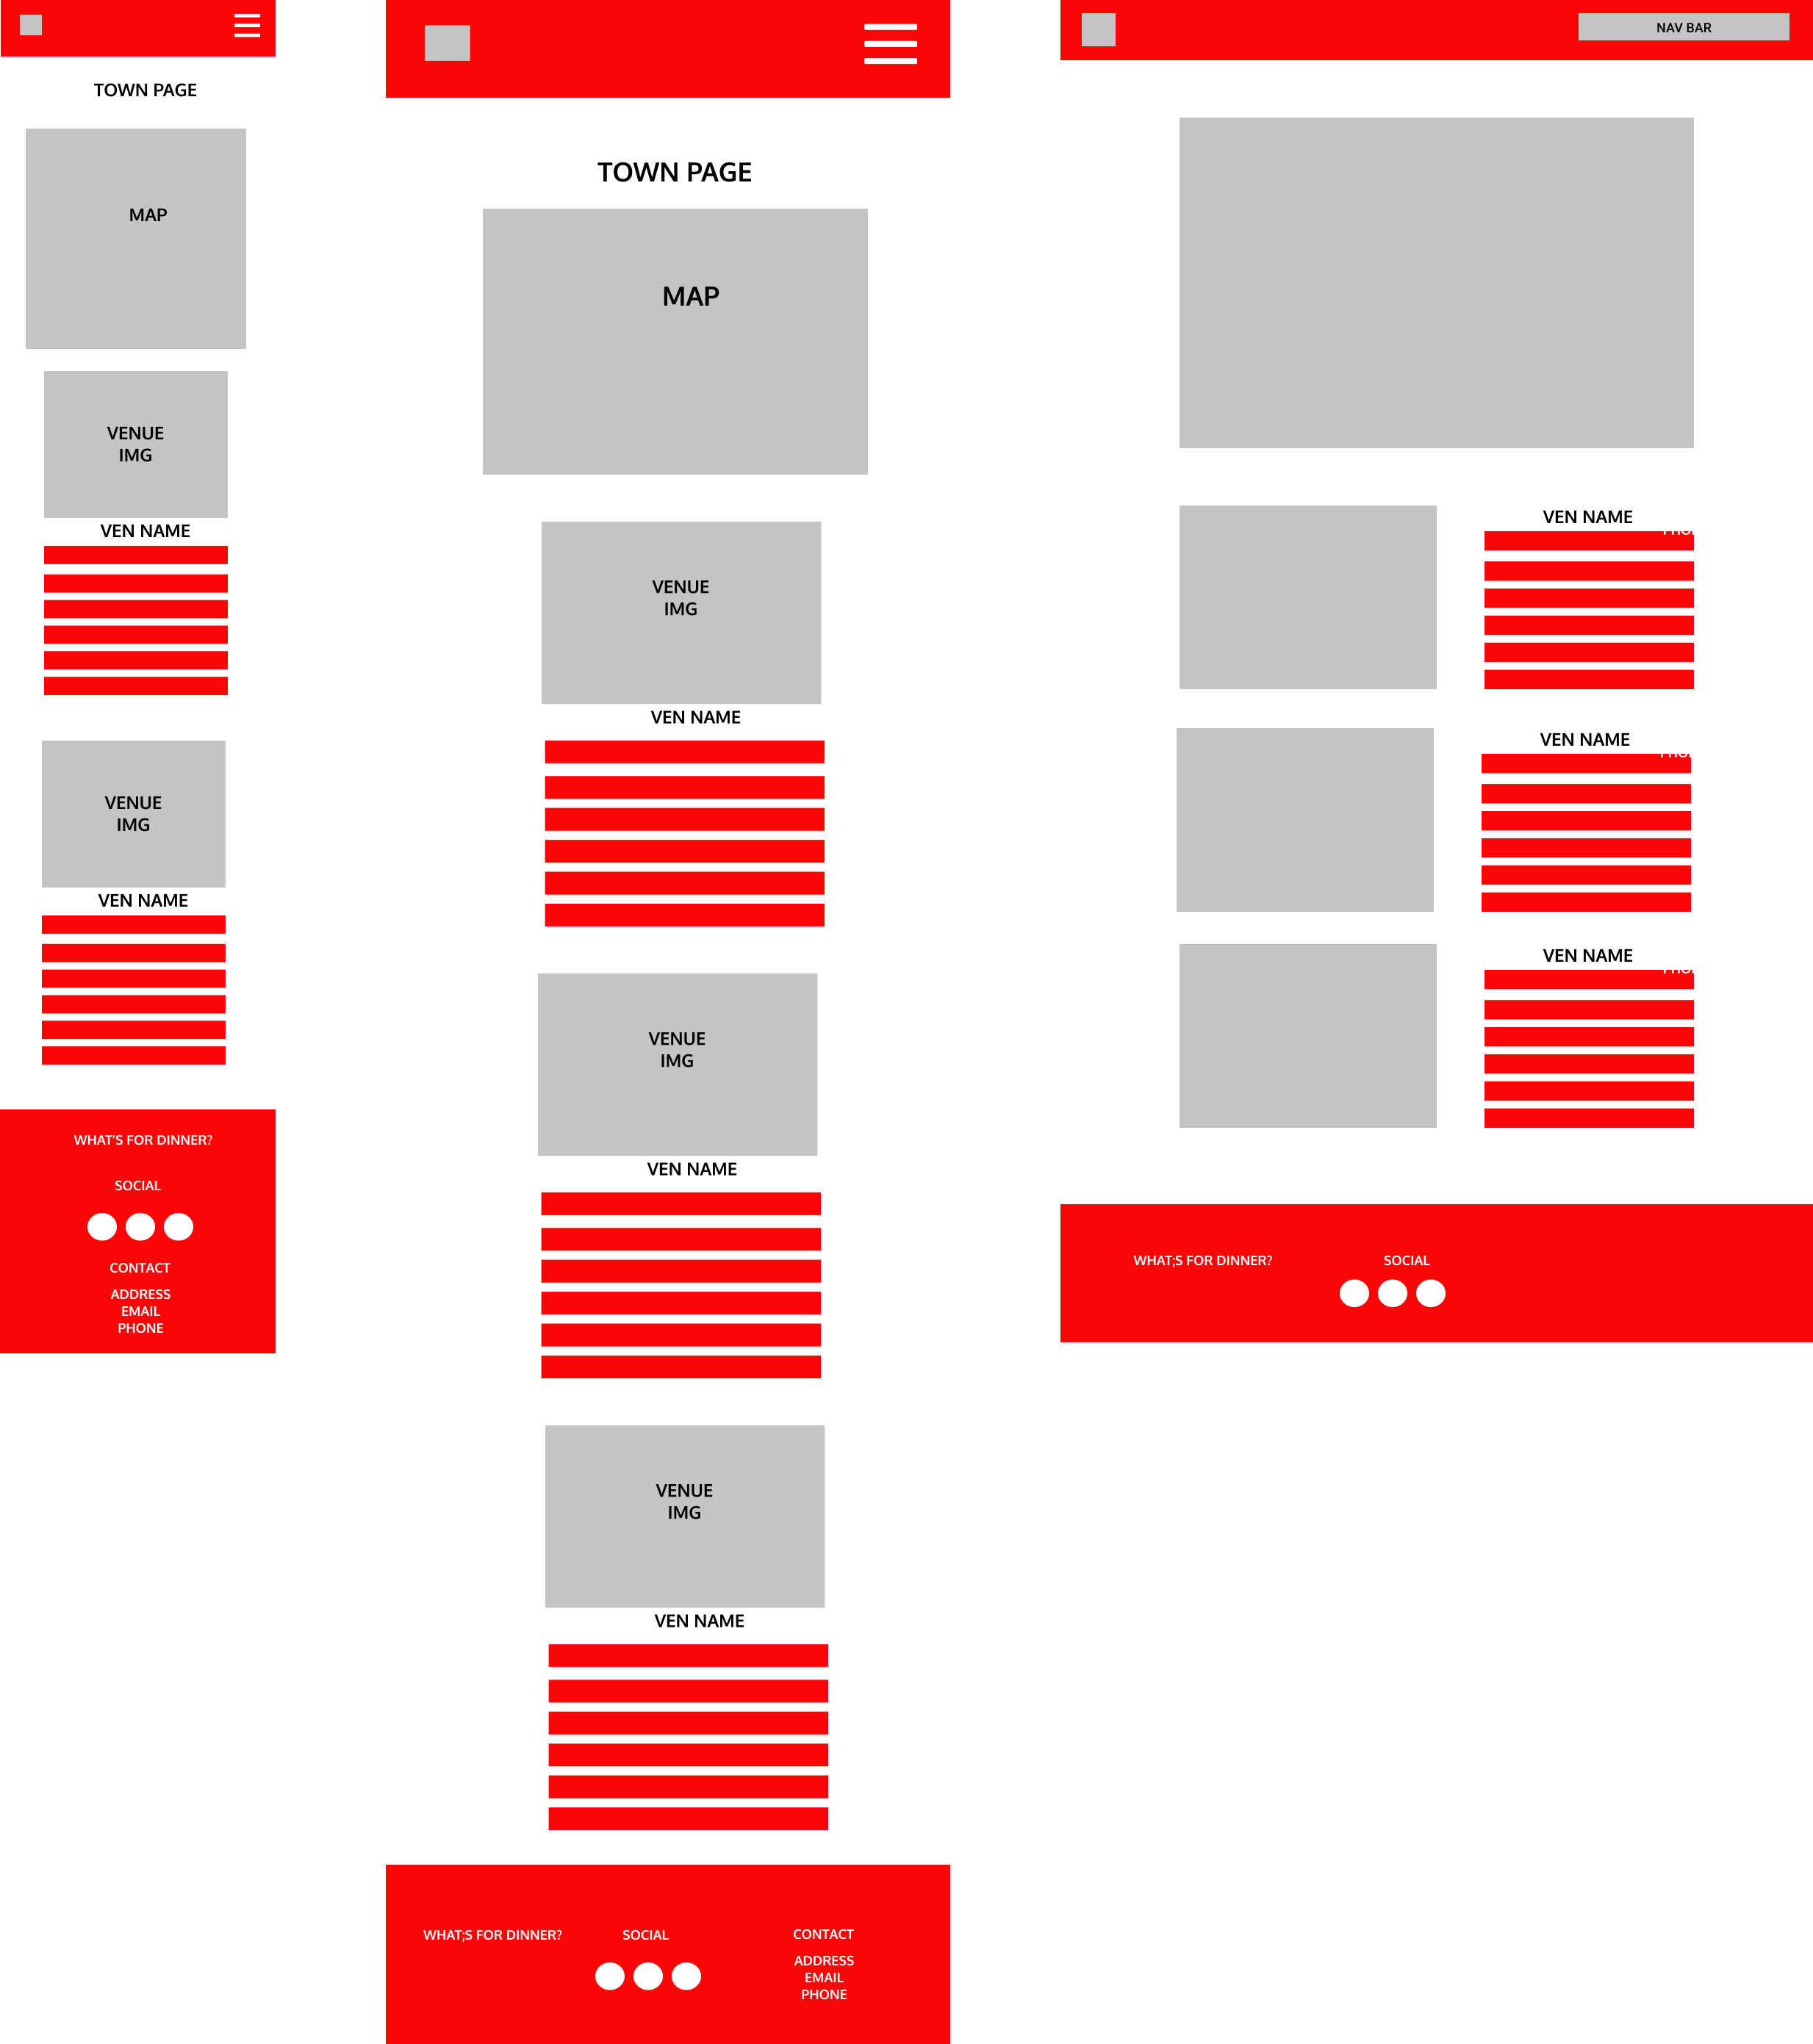 TOWN PAGE
MAP
VENUE
IMG
VEN NAME
VENUE
IMG
VEN NAME
WHAT'S FOR DINNER?
SOCIAL
CONTACT
ADDRESS
EMAIL
PHONE
TOWN PAGE
MAP
VENUE
IMG
VEN NAME
VENUE
IMG
VEN NAME
VENUE
IMG
VEN NAME
WHAT;S FOR DINNER?
SOCIAL
CONTACT
ADDRESS
EMAIL
PHONE
NAV BAR
VEN NAME
VEN NAME
VEN NAME
WHAT;S FOR DINNER?
SOCIAL